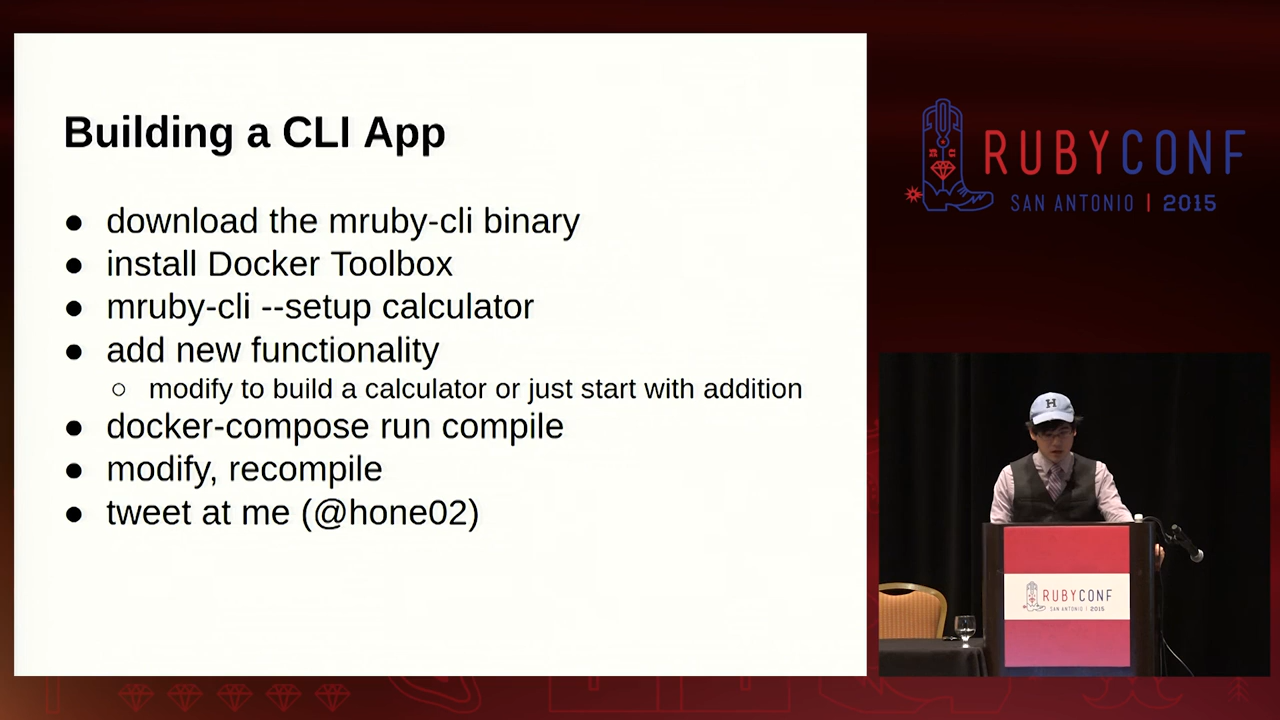 Building a CLI App
● download the mruby-cli binary
● install Docker Toolbox
● mruby-cli --setup calculator
● add new functionality
○ modify to build a calculator or just start with addition
● docker-compose run compile
● modify, recompile
● tweet at me (@hone02)
RUBYCONF
SAN ANTONIO | 2015
H
RUBYCONF
SAN ANTONIO | 2015